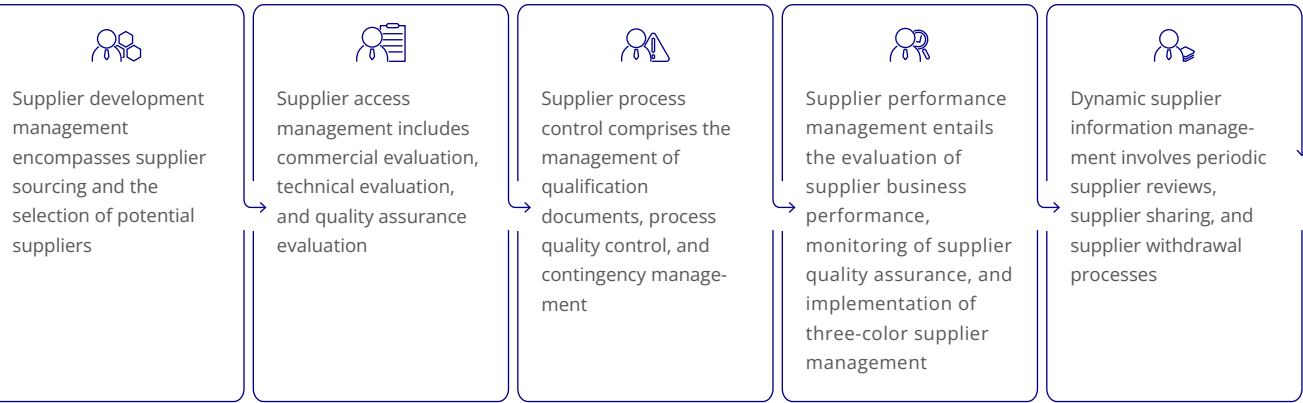 Supplier development
management
encompasses supplier
sourcing and the
selection of potential
suppliers
Supplier access
management includes
commercial evaluation,
technical evaluation,
and quality assurance
evaluation
Supplier process
control comprises the
management of
qualification
documents, process
quality control, and
contingency manage-
ment
Supplier performance
management entails
the evaluation of
supplier business
performance,
monitoring of supplier
quality assurance, and
implementation of
three-color supplier
management
Dynamic supplier
information manage-
ment involves periodic
supplier reviews,
supplier sharing, and
supplier withdrawal
processes